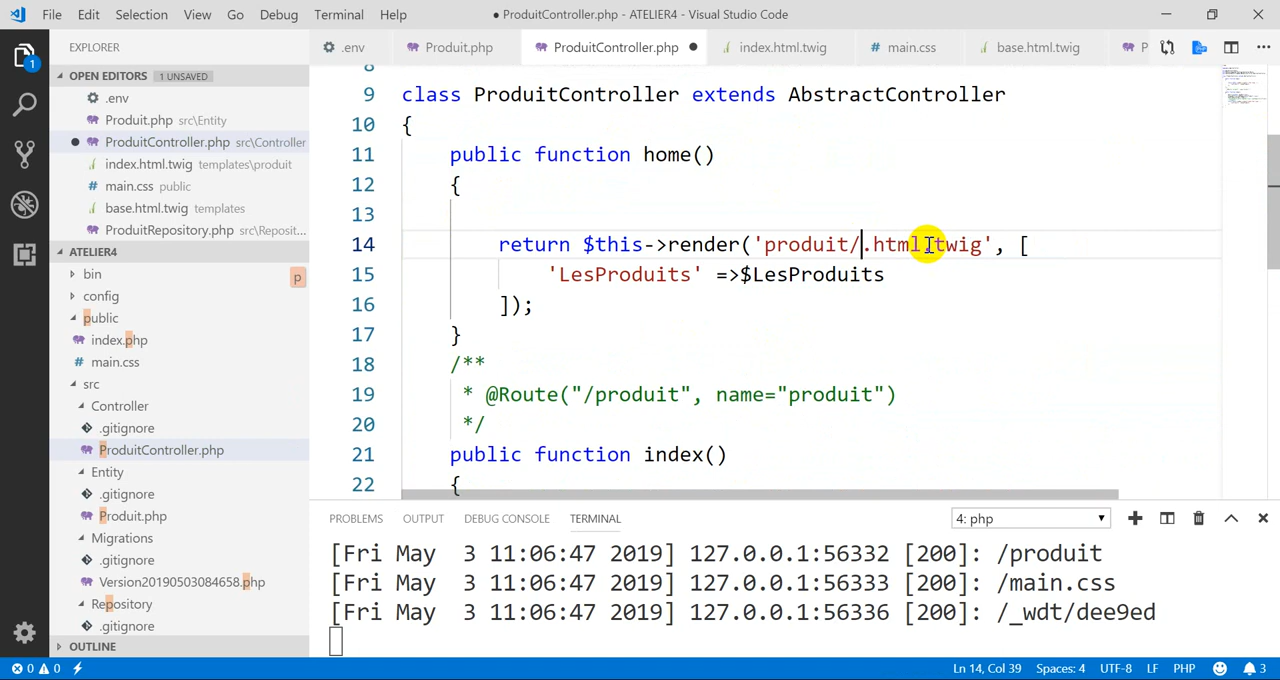 File Edit Selection View Go Debug Terminal Help
● ProduitController.php - ATELIER4 - Visual Studio Code
EXPLORER
OPEN EDITORS 1 UNSAVED
.env
Produit.php src\Entity
ProduitController.php src\Controller
index.html.twig templates\produit
main.css public
base.html.twig templates
ProduitRepository.php src\Reposit...
ATELIER4
bin
config
public
index.php
main.css
src
Controller
.gitignore
ProduitController.php
Entity
.gitignore
Produit.php
Migrations
.gitignore
Version20190503084658.php
Repository
.gitignore
OUTLINE
1
p
.env Produit.php ProduitController.php ● index.html.twig main.css base.html.twig P
8
9 class ProduitController extends AbstractController
10 {
11 public function home()
12 {
13
14 return $this->render('produit/.html.twig', [
15 'LesProduits' =>$LesProduits
16 ]);
17 }
18 /**
19 * @Route("/produit", name="produit")
20 */
21 public function index()
22 {
PROBLEMS OUTPUT DEBUG CONSOLE TERMINAL 4: php
[Fri May  3 11:06:47 2019] 127.0.0.1:56332 [200]: /produit
[Fri May  3 11:06:47 2019] 127.0.0.1:56333 [200]: /main.css
[Fri May  3 11:06:47 2019] 127.0.0.1:56336 [200]: /_wdt/dee9ed
0 0 Ln 14, Col 39 Spaces: 4 UTF-8 LF PHP 3